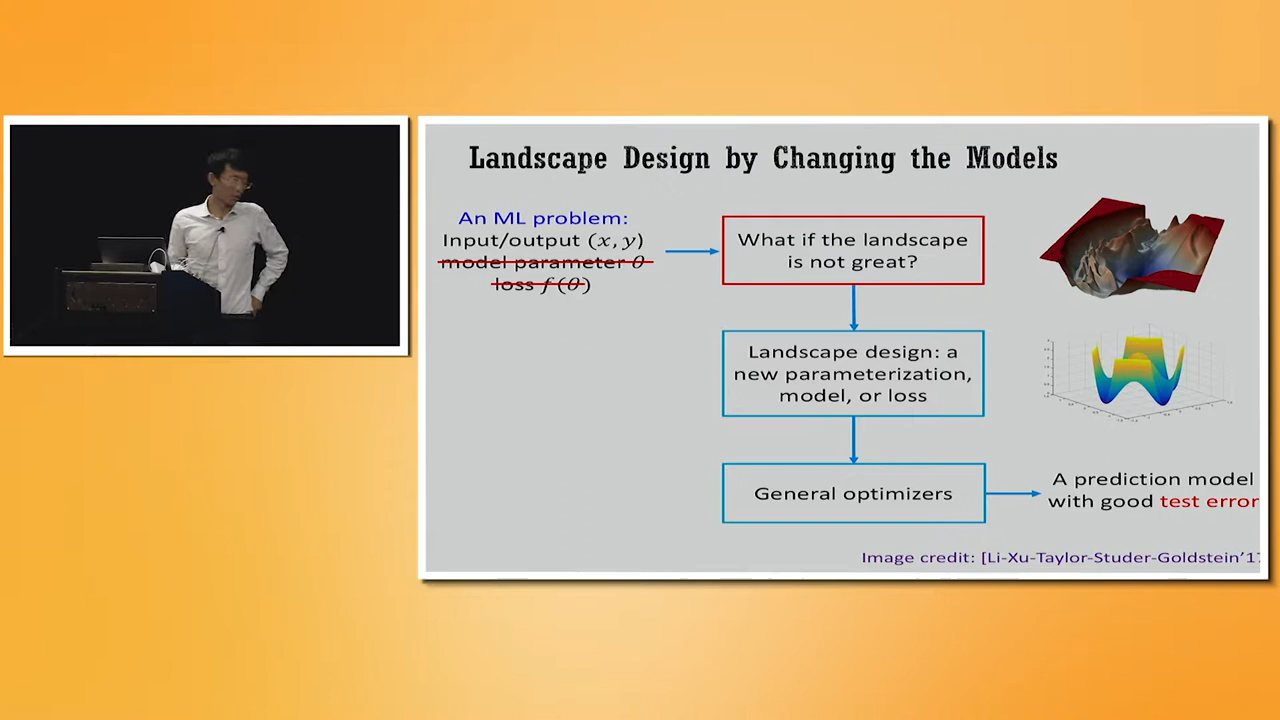 Landscape Design by Changing the Models
An ML problem:
Input/output (x, y)
model parameter θ
loss f(θ)
What if the landscape
is not great?
Landscape design: a
new parameterization,
model, or loss
General optimizers
A prediction model
with good test error
Image credit: [Li-Xu-Taylor-Studer-Goldstein'17